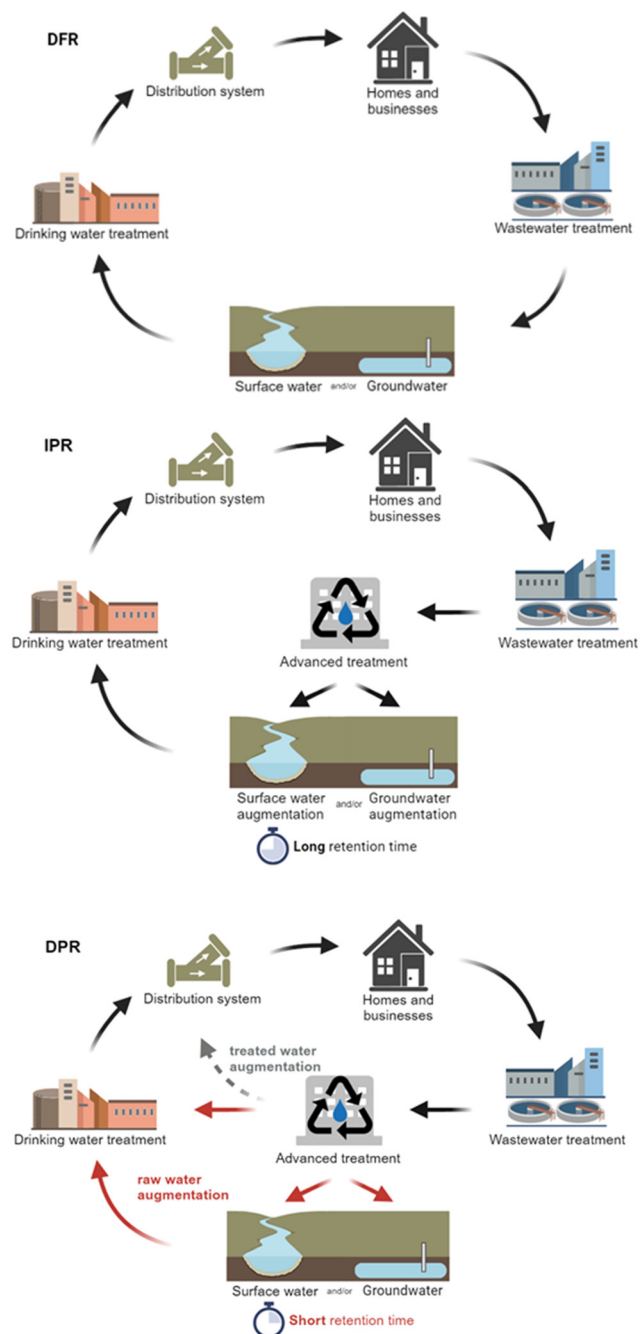 DFR
Distribution system
Homes and
businesses
Drinking water treatment
Wastewater treatment
Surface water and/or Groundwater
IPR
Distribution system
Homes and
businesses
Drinking water treatment
Advanced treatment
Wastewater treatment
Surface water and/or Groundwater
augmentation augmentation
Long retention time
DPR
Distribution system
Homes and
businesses
treated water
augmentation
Drinking water treatment
Advanced treatment
Wastewater treatment
raw water
augmentation
Surface water and/or Groundwater
Short retention time